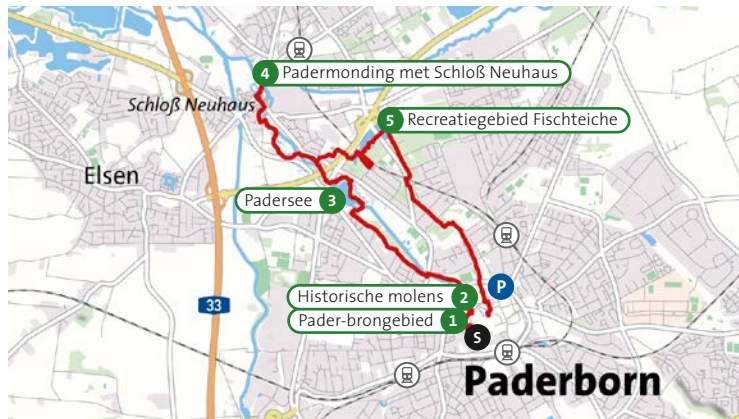 4 Padermonding met Schloß Neuhaus
Schloß Neuhaus
5 Recreatiegebied Fischteiche
Elsen
Padersee 3
33
Historische molens 2
P
Pader-brongebied 1
S
Paderborn